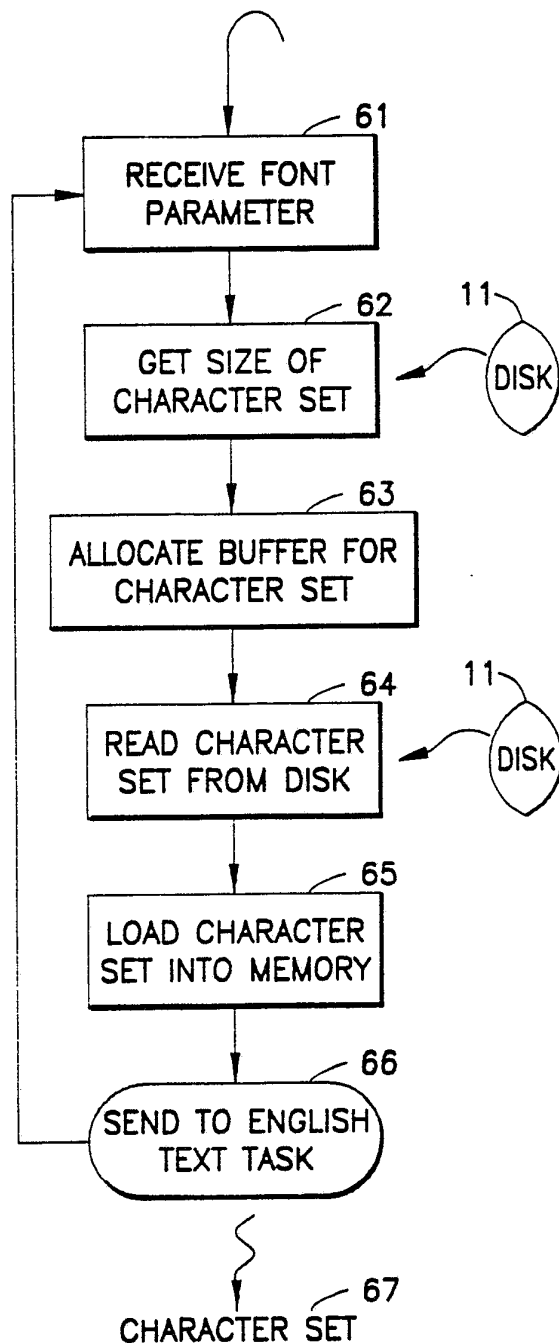 61
RECEIVE FONT
PARAMETER
62
11
GET SIZE OF
CHARACTER SET
DISK
63
ALLOCATE BUFFER FOR
CHARACTER SET
64
11
READ CHARACTER
SET FROM DISK
DISK
65
LOAD CHARACTER
SET INTO MEMORY
66
SEND TO ENGLISH
TEXT TASK
67
CHARACTER SET